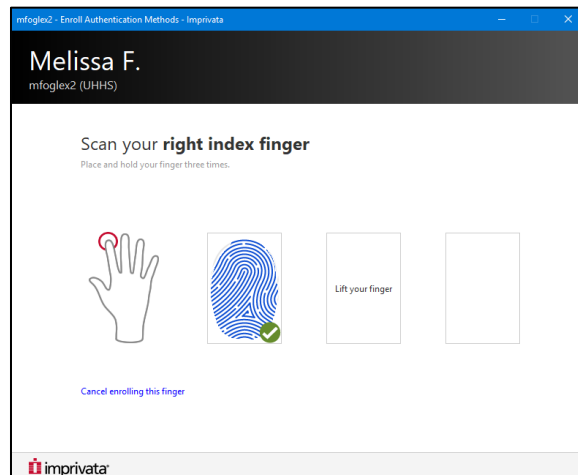 mfoglex2 - Enroll Authentication Methods - Imprivata
Melissa F.
mfoglex2 (UHHS)
Scan your right index finger
Place and hold your finger three times.
Lift your finger
Cancel enrolling this finger
imprivata®